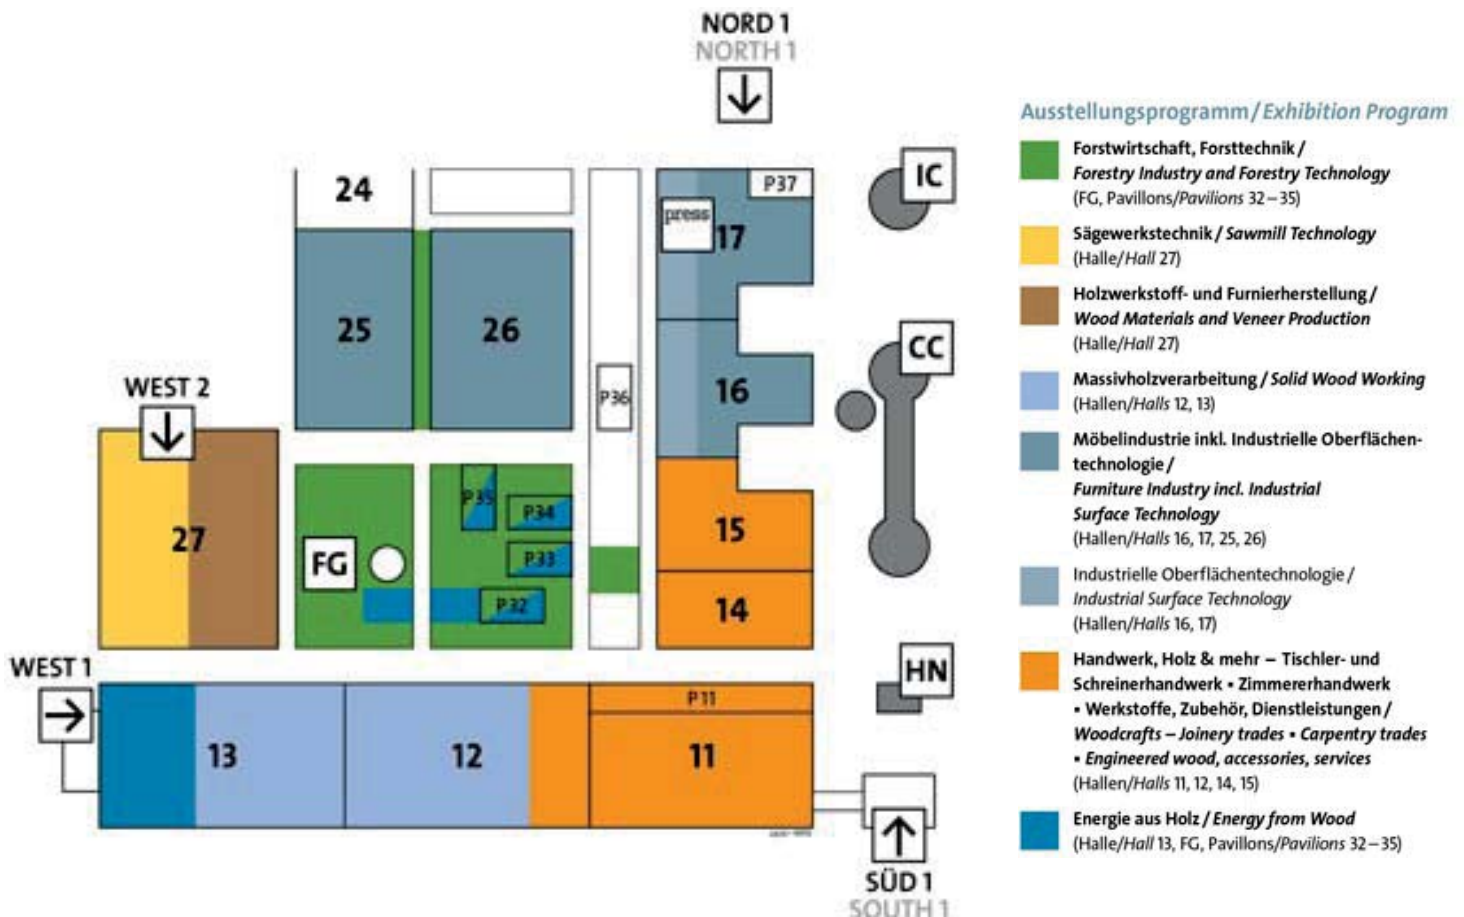 NORD 1
NORTH 1
24
P37
IC
press
17
25
26
CC
16
P36
WEST 2
P35
P34
15
27
FG
P33
P32
14
WEST 1
HN
P11
13
12
11
SÜD 1
SOUTH 1
Ausstellungsprogramm/Exhibition Program
Forstwirtschaft, Forsttechnik/
Forestry Industry and Forestry Technology
(FG, Pavillons/Pavilions 32–35)
Sägewerkstechnik/Sawmill Technology
(Halle/Hall 27)
Holzwerkstoff- und Furnierherstellung/
Wood Materials and Veneer Production
(Halle/Hall 27)
Massivholzverarbeitung/Solid Wood Working
(Hallen/Halls 12, 13)
Möbelindustrie inkl. Industrielle Oberflächen-
technologie/
Furniture Industry incl. Industrial
Surface Technology
(Hallen/Halls 16, 17, 25, 26)
Industrielle Oberflächentechnologie/
Industrial Surface Technology
(Hallen/Halls 16, 17)
Handwerk, Holz & mehr – Tischler- und
Schreinerhandwerk ▪ Zimmererhandwerk
▪ Werkstoffe, Zubehör, Dienstleistungen/
Woodcrafts – Joinery trades ▪ Carpentry trades
▪ Engineered wood, accessories, services
(Hallen/Halls 11, 12, 14, 15)
Energie aus Holz/Energy from Wood
(Halle/Hall 13, FG, Pavillons/Pavilions 32–35)